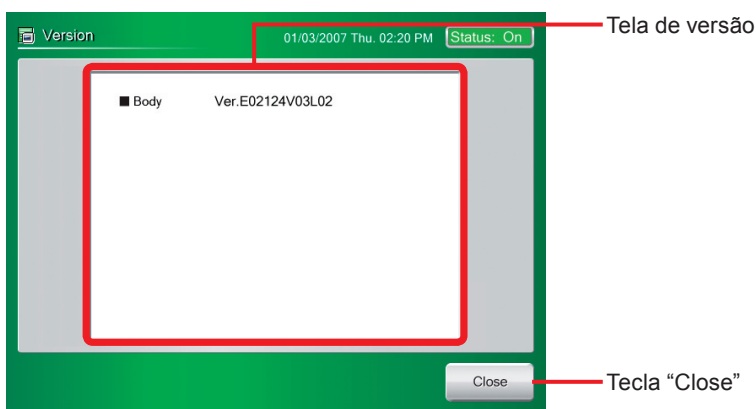 Version
01/03/2007 Thu. 02:20 PM
Status: On
Tela de versão
■ Body Ver.E02124V03L02
Close
Tecla “Close”